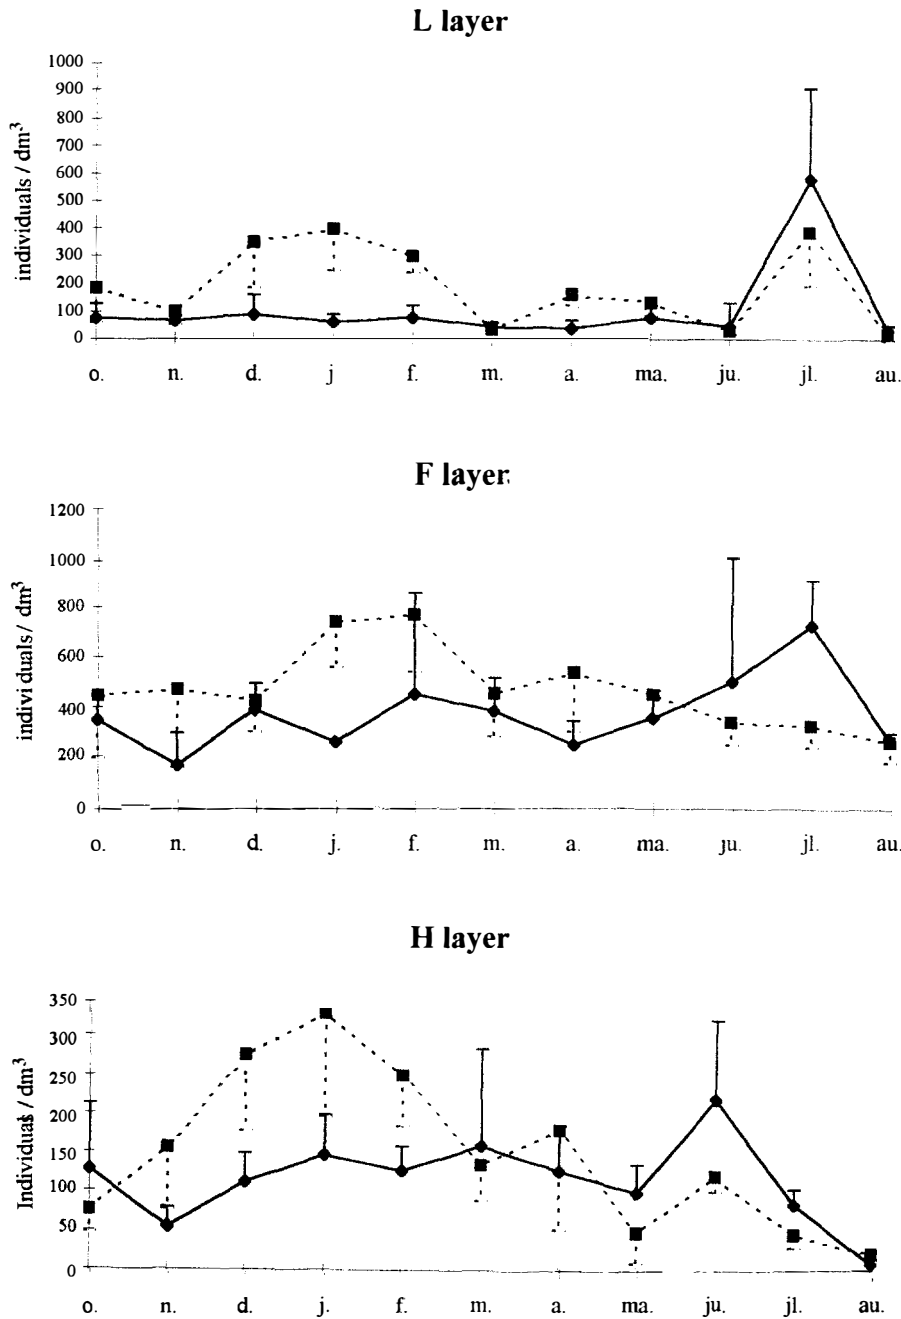 L layer
1000
900
800
700
600
500
400
300
200
100
0
individuals / dm³
o. n. d. j f. m. a. ma. ju. jl. au.
F layer
1200
1000
800
600
400
200
0
individuals / dm³
o. n. d. j. f. m. a. ma. ju. jl. au.
H layer
350
300
250
200
150
100
50
0
Individuals / dm³
o. n. d. j. f. m. a. ma. ju. jl. au.